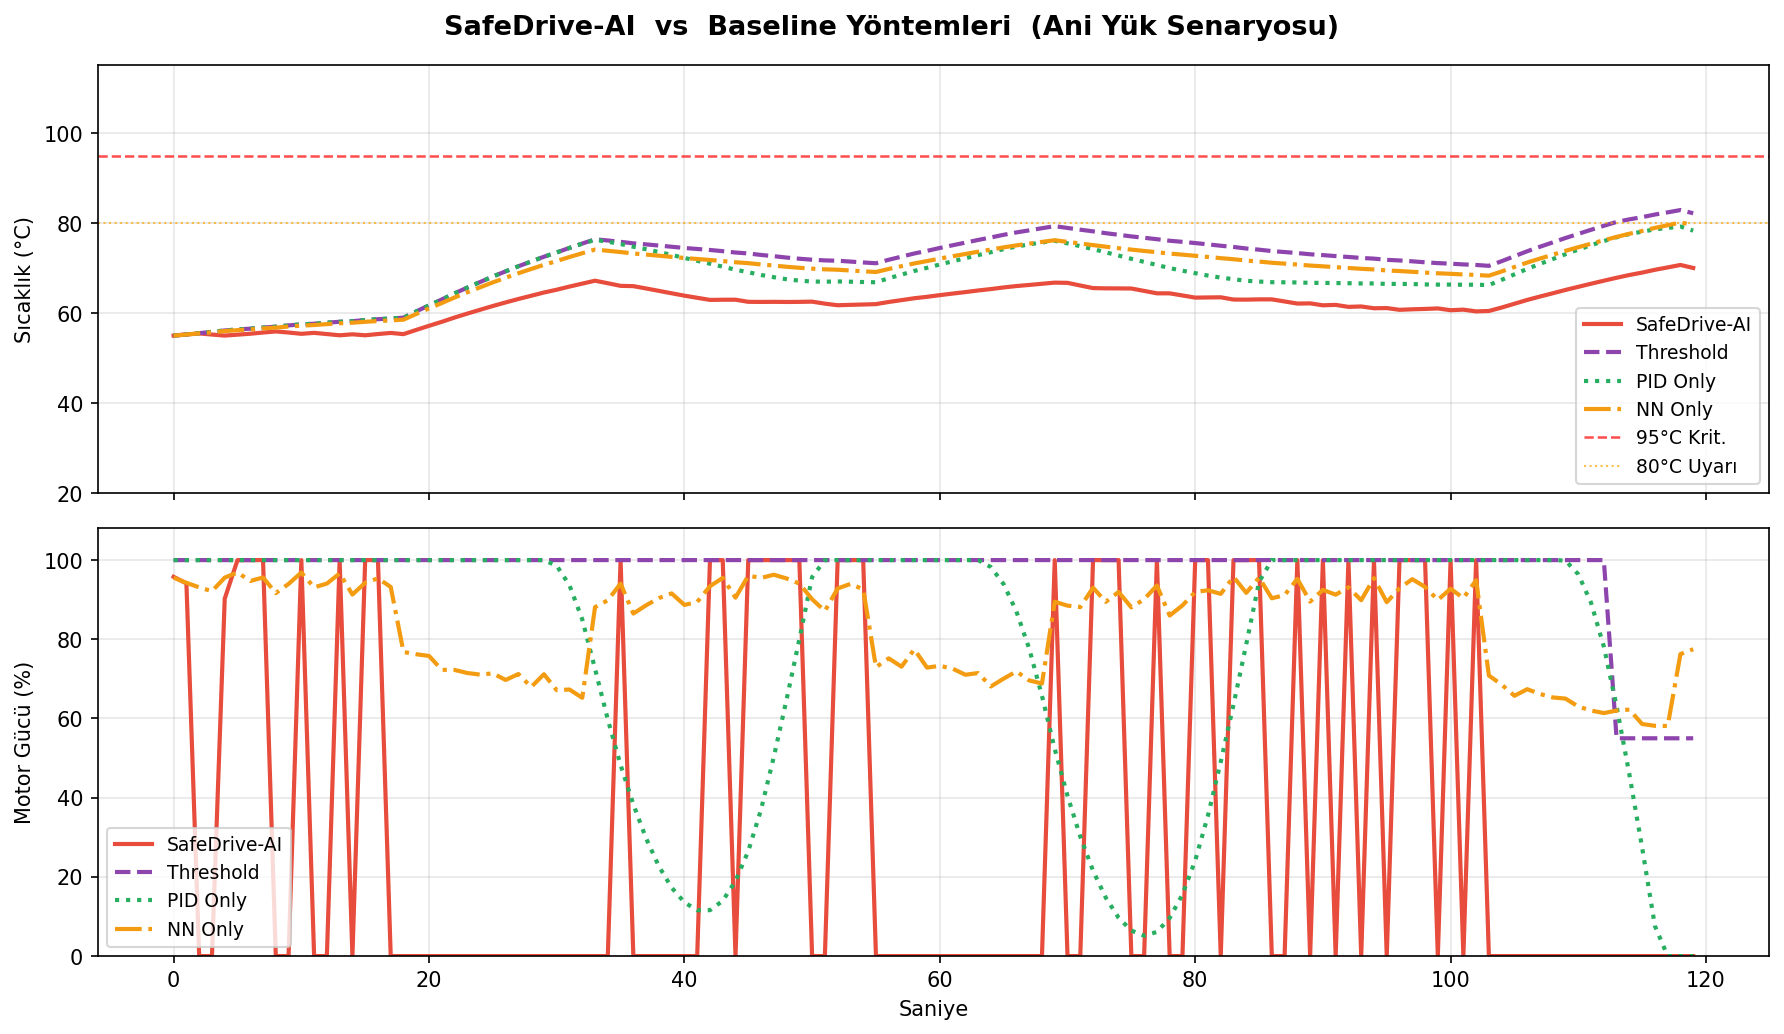 SafeDrive-AI vs Baseline Yöntemleri (Ani Yük Senaryosu)
Sıcaklık (°C)
100
80
60
40
20
SafeDrive-AI
Threshold
PID Only
NN Only
95°C Krit.
80°C Uyarı
Motor Gücü (%)
100
80
60
40
20
0
SafeDrive-AI
Threshold
PID Only
NN Only
0 20 40 60 80 100 120
Saniye